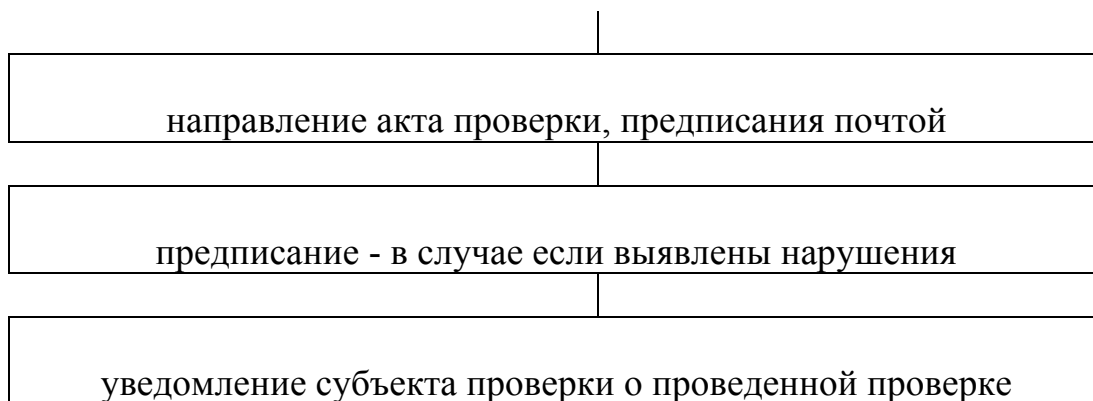 направление акта проверки, предписания почтой
предписание - в случае если выявлены нарушения
уведомление субъекта проверки о проведенной проверке